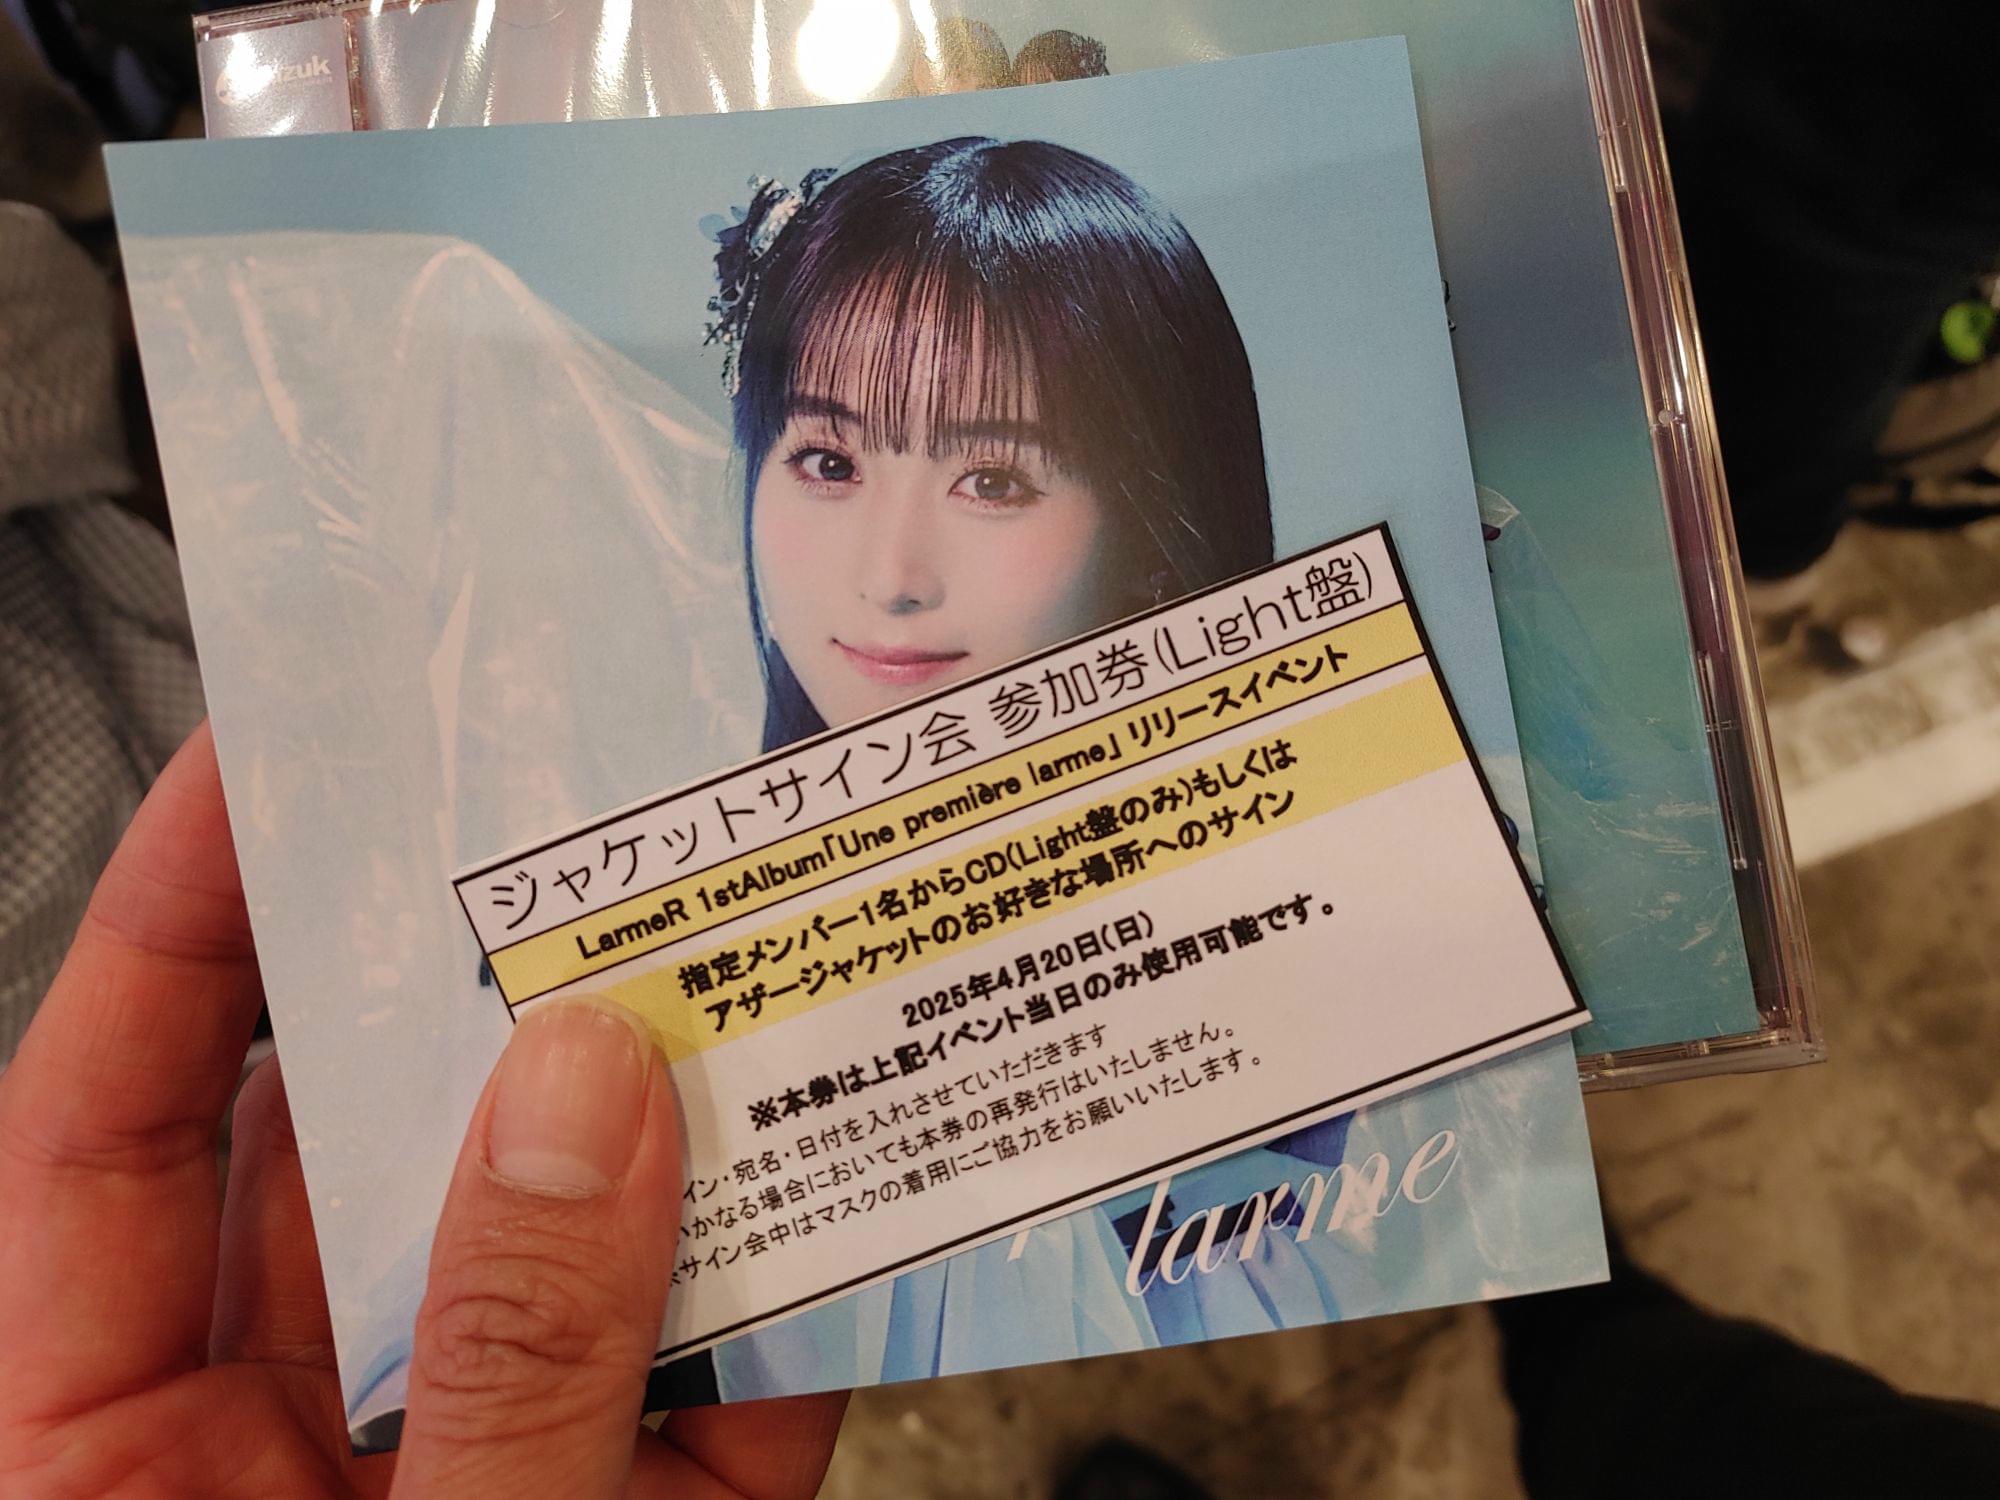 izuk
ジャケットサイン会 参加券(Light盤)
LarmeR 1stAlbum「Une première larme」リリースイベント
指定メンバー1名からCD(Light盤のみ)もしくは
アザージャケットのお好きな場所へのサイン
2025年4月20日(日)
※本券は上記イベント当日のみ使用可能です。
イン・宛名・日付を入れさせていただきます
いかなる場合においても本券の再発行はいたしません。
※サイン会中はマスクの着用にご協力をお願いいたします。
larme